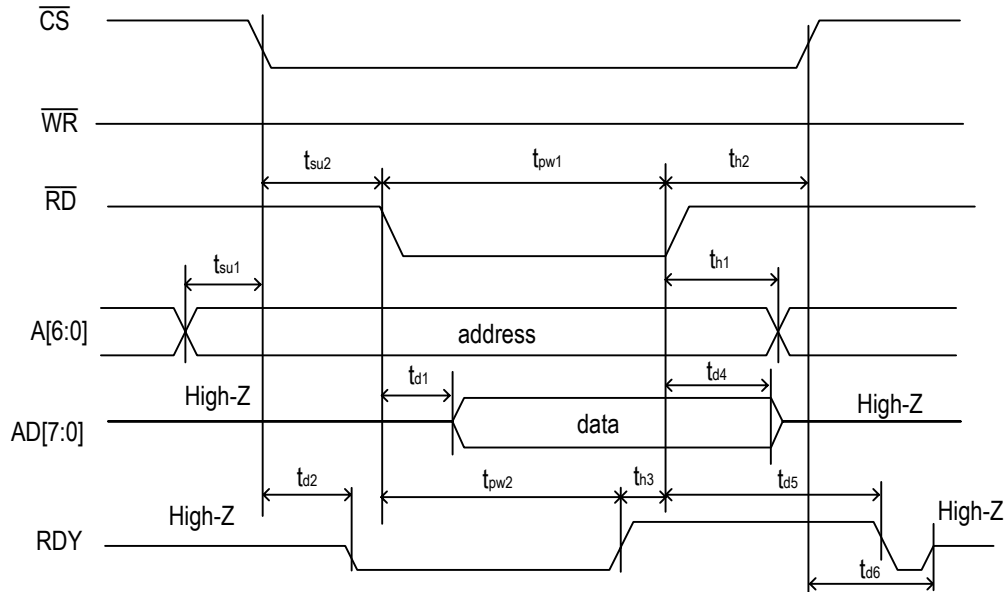 CS
WR
tsu2 tpw1 th2
RD
tsu1 th1
A[6:0] address
High-Z td1 td4 High-Z
AD[7:0] data
td2 tpw2 th3 td5
High-Z High-Z
RDY
td6